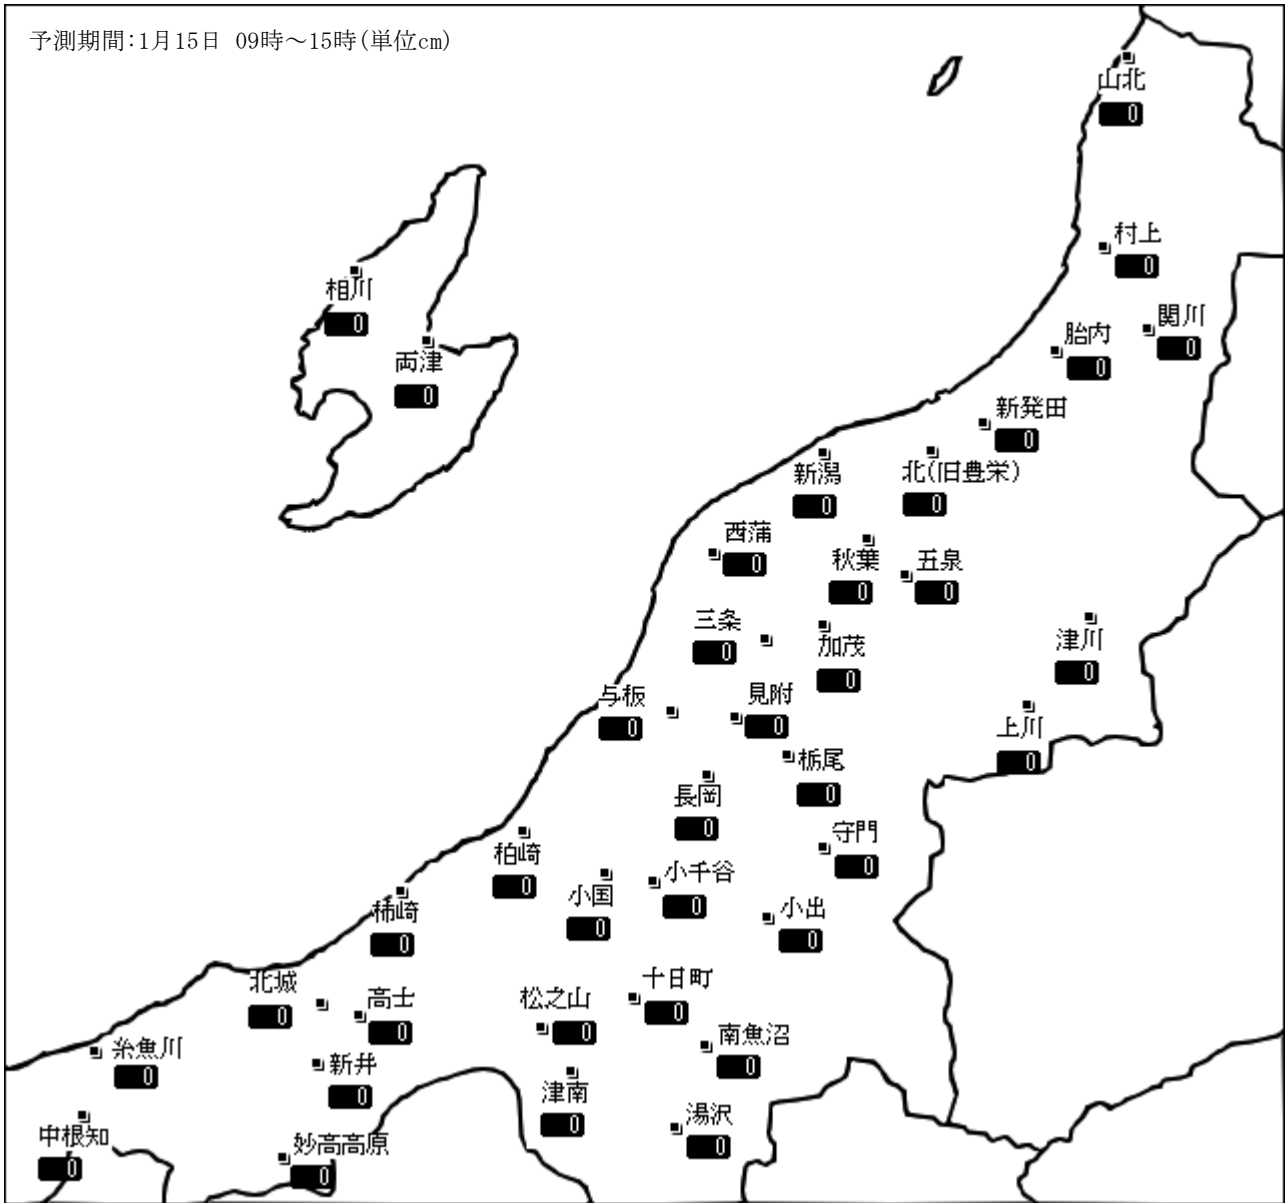 予測期間:1月15日 09時～15時(単位cm)
山北
0
村上
0
相川
0
関川
0
胎内
0
両津
0
新発田
0
新潟
0
北(旧豊栄)
0
西蒲
0
秋葉
0
五泉
0
三条
0
加茂
0
津川
0
与板
0
見附
0
上川
0
栃尾
0
長岡
0
守門
0
柏崎
0
小千谷
0
小国
0
小出
0
柿崎
0
北城
0
高士
0
松之山
0
十日町
0
南魚沼
0
糸魚川
0
新井
0
津南
0
湯沢
0
中根知
0
妙高高原
0